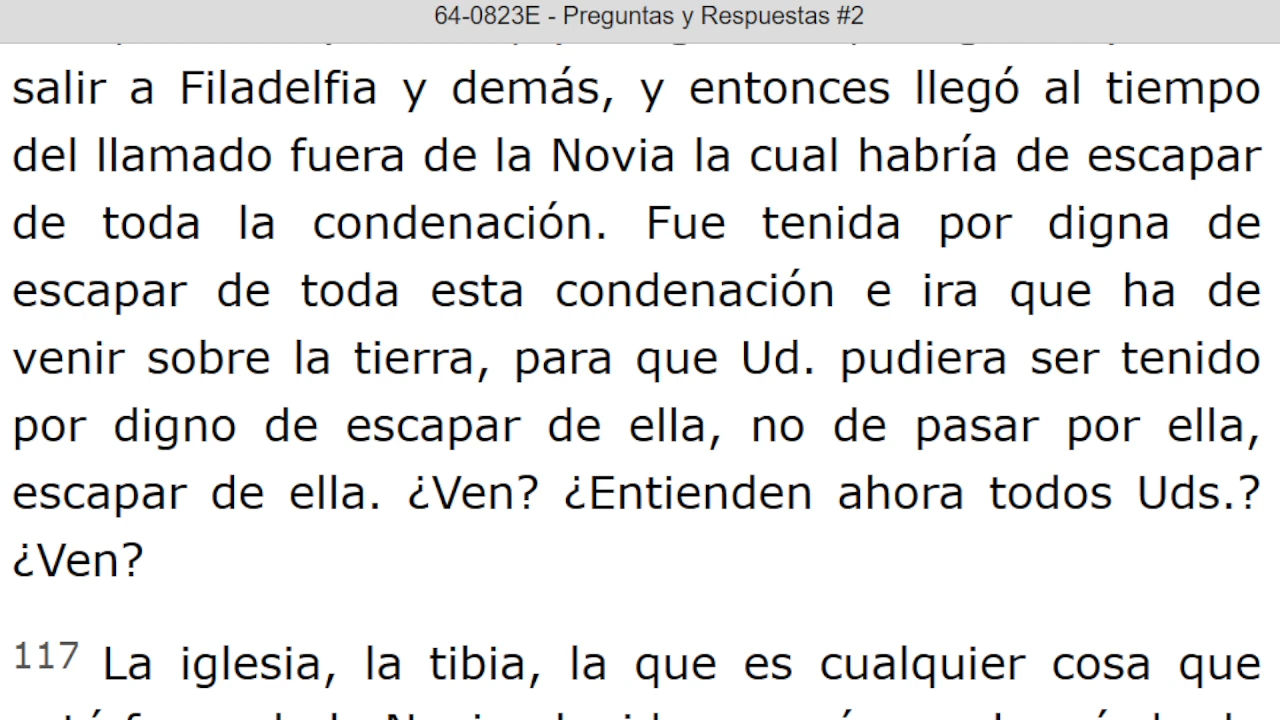 64-0823E - Preguntas y Respuestas #2
salir a Filadelfia y demás, y entonces llegó al tiempo
del llamado fuera de la Novia la cual habría de escapar
de toda la condenación. Fue tenida por digna de
escapar de toda esta condenación e ira que ha de
venir sobre la tierra, para que Ud. pudiera ser tenido
por digno de escapar de ella, no de pasar por ella,
escapar de ella. ¿Ven? ¿Entienden ahora todos Uds.?
¿Ven?
117 La iglesia, la tibia, la que es cualquier cosa que